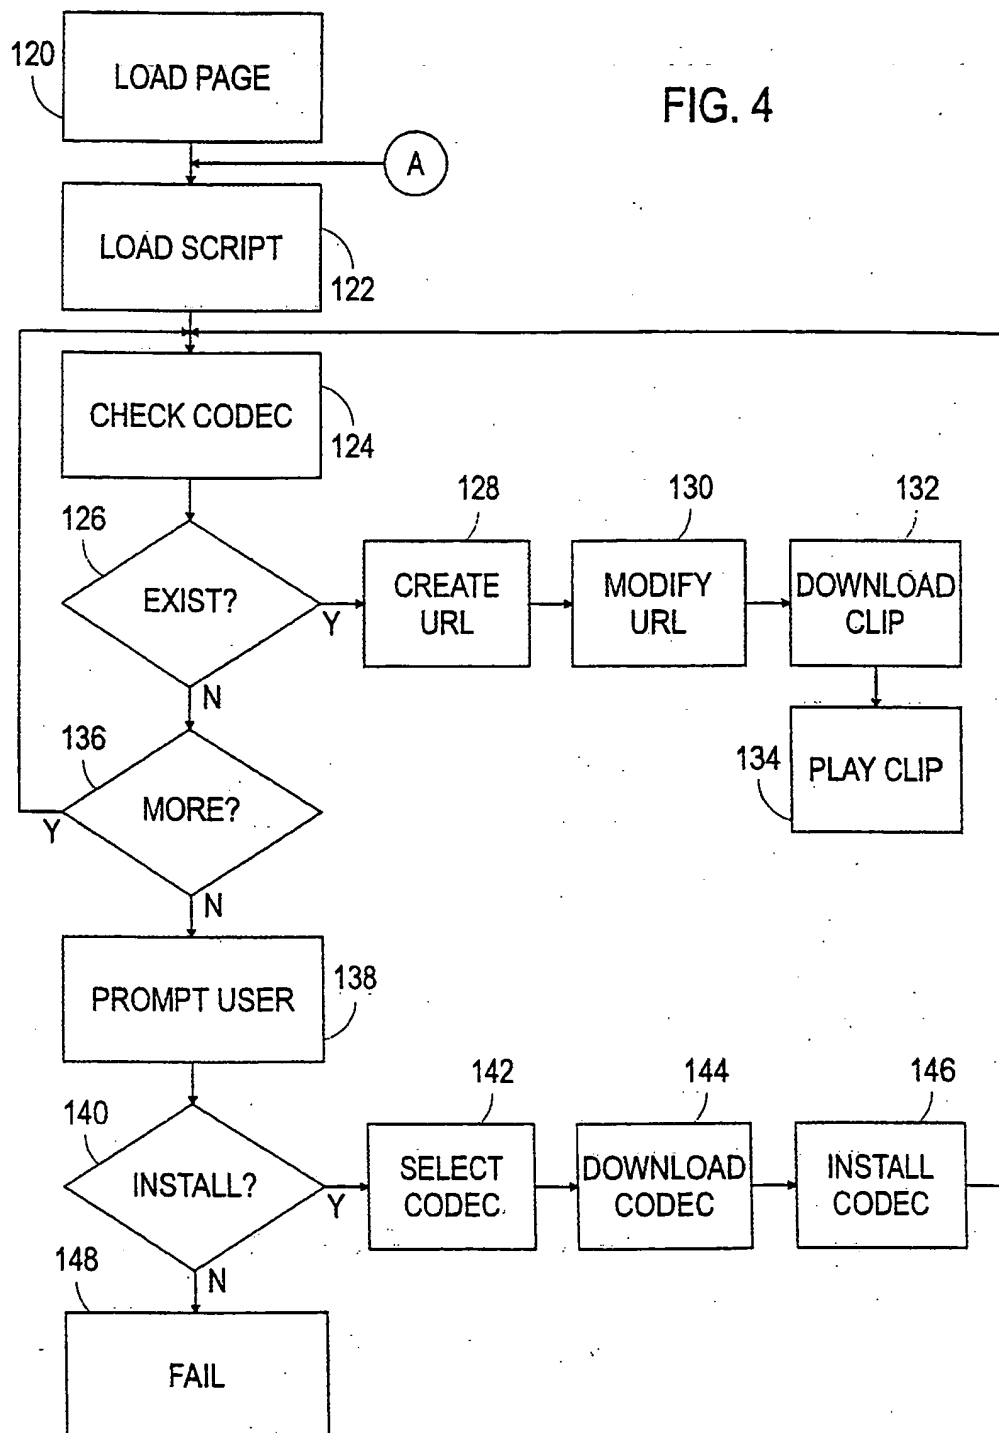 120
LOAD PAGE
FIG. 4
A
LOAD SCRIPT
122
CHECK CODEC
124
126
EXIST?
Y
N
128
CREATE
URL
130
MODIFY
URL
132
DOWNLOAD
CLIP
134
PLAY CLIP
136
MORE?
Y
N
PROMPT USER
138
140
INSTALL?
Y
N
142
SELECT
CODEC
144
DOWNLOAD
CODEC
146
INSTALL
CODEC
148
FAIL